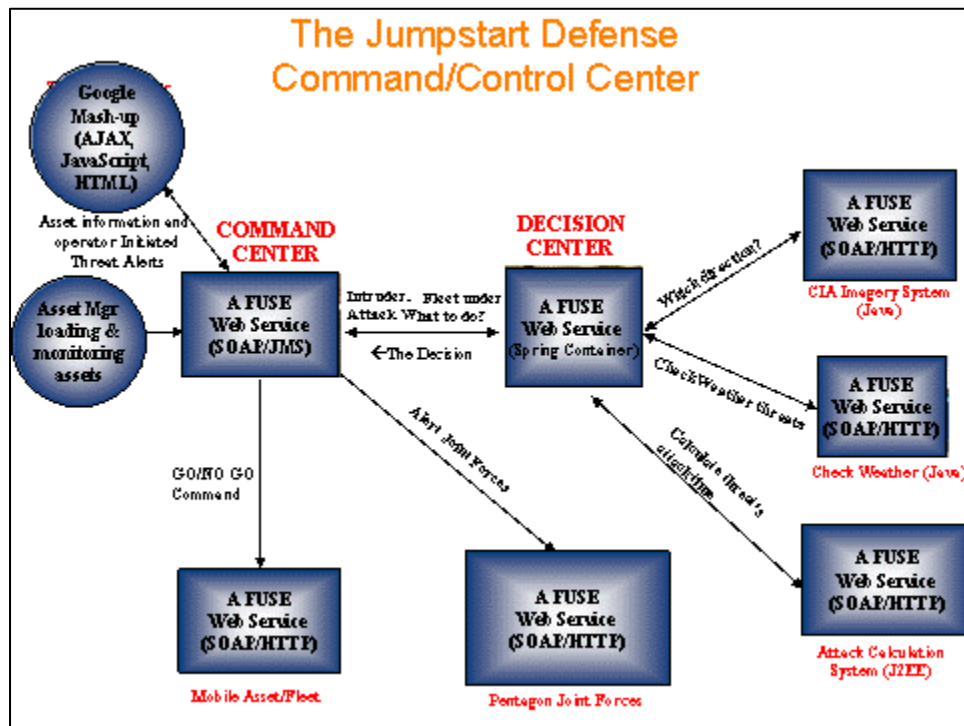 The Jumpstart Defense
Command/Control Center
Google
Mash-up
(AJAX,
JavaScript,
HTML)
Asset information and
operator Initiated
Threat Alerts
Asset Mgr
loading &
monitoring
assets
COMMAND
CENTER
A FUSE
Web Service
(SOAP/JMS)
Intruder. Fleet under
Attack What to do?
←The Decision
DECISION
CENTER
A FUSE
Web Service
(Spring Container)
Which direction?
A FUSE
Web Service
(SOAP/HTTP)
CIA Imagery System
(Java)
Check Weather threats
A FUSE
Web Service
(SOAP/HTTP)
Check Weather (Java)
Calculate threats
attack time
A FUSE
Web Service
(SOAP/HTTP)
Attack Calculation
System (J2EE)
GO/NO GO
Command
Alert Joint Forces
A FUSE
Web Service
(SOAP/HTTP)
Mobile Asset/Fleet
A FUSE
Web Service
(SOAP/HTTP)
Pentagon Joint Forces